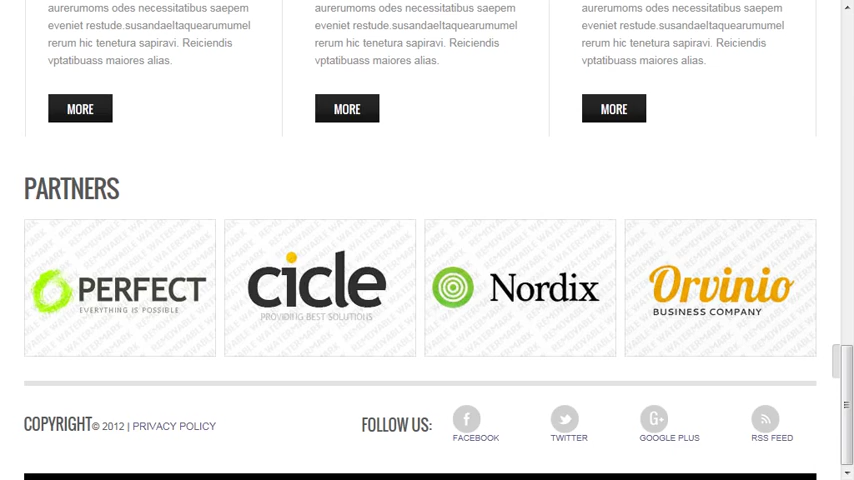 aurerumoms odes necessitatibus saepem
eveniet restude.susandaeltaquearumumel
rerum hic tenetura sapiravi. Reiciendis
vptatibuass maiores alias.
MORE
aurerumoms odes necessitatibus saepem
eveniet restude.susandaeltaquearumumel
rerum hic tenetura sapiravi. Reiciendis
vptatibuass maiores alias.
MORE
aurerumoms odes necessitatibus saepem
eveniet restude.susandaeltaquearumumel
rerum hic tenetura sapiravi. Reiciendis
vptatibuass maiores alias.
MORE
PARTNERS
PERFECT
EVERYTHING IS POSSIBLE
cicle
PROVIDING BEST SOLUTIONS
Nordix
Orvinio
BUSINESS COMPANY
REMOVABLE WATERMARK
COPYRIGHT© 2012 | PRIVACY POLICY
FOLLOW US:
FACEBOOK
TWITTER
GOOGLE PLUS
RSS FEED